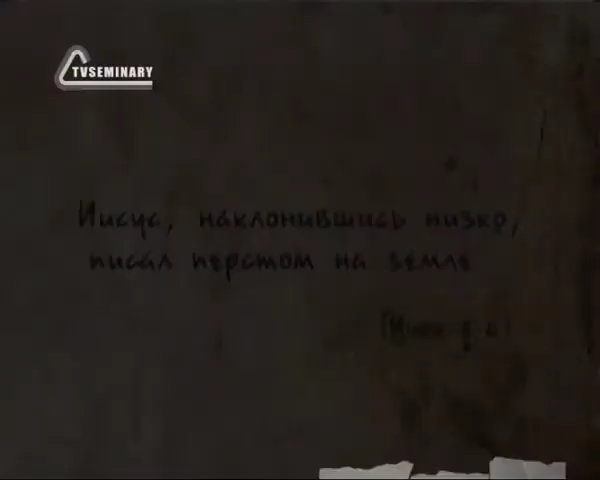 TVSEMINARY
Иисус, наклонившись низко,
писал перстом на земле